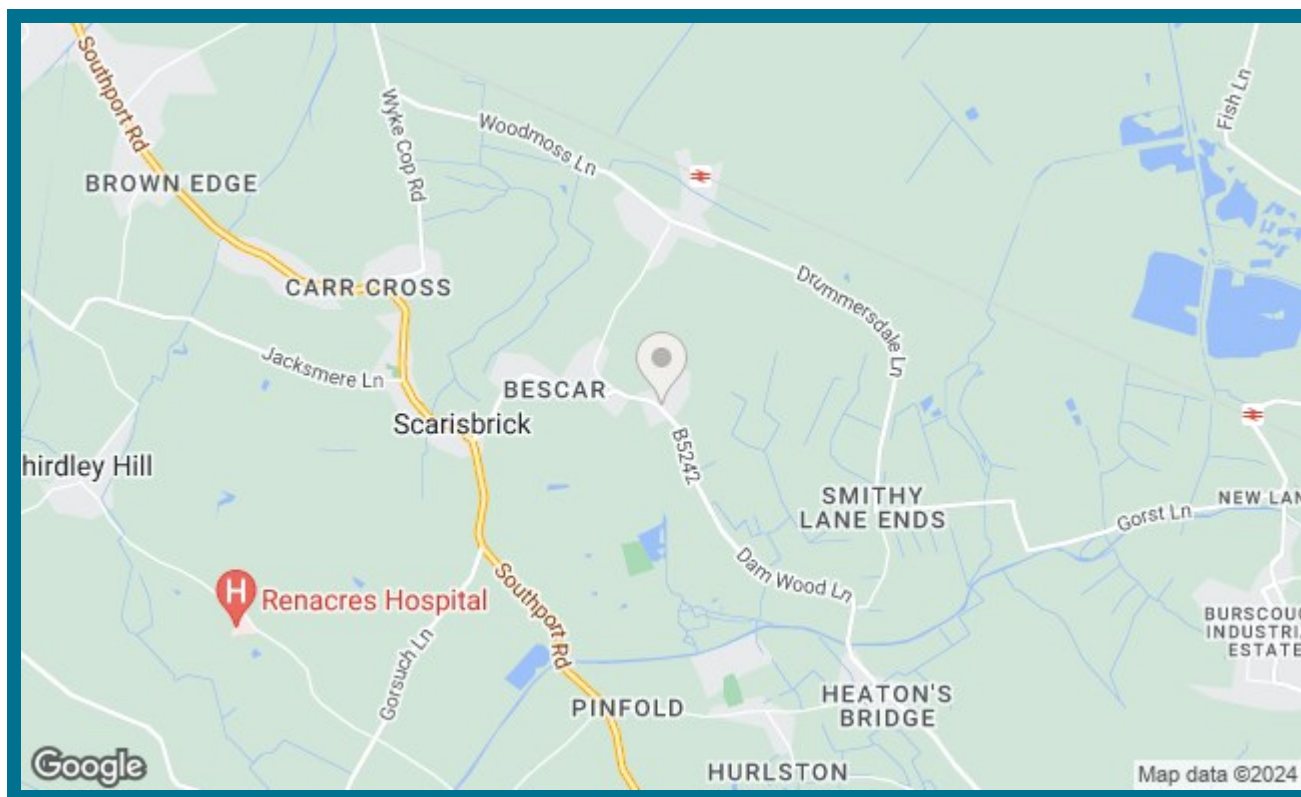 Southport Rd
Wyke Cop Rd
Woodmoss Ln
Fish Ln
BROWN EDGE
CARR CROSS
Drummersdale Ln
Jacksmere Ln
BESCAR
Scarisbrick
B5242
hirdley Hill
SMITHY
LANE ENDS
NEW LAN
Gorst Ln
Dam Wood Ln
H
Renacres Hospital
Southport Rd
Gorsuch Ln
BURSCOUG
INDUSTRIA
ESTATE
PINFOLD
HEATON'S
BRIDGE
HURLSTON
Google
Map data ©2024